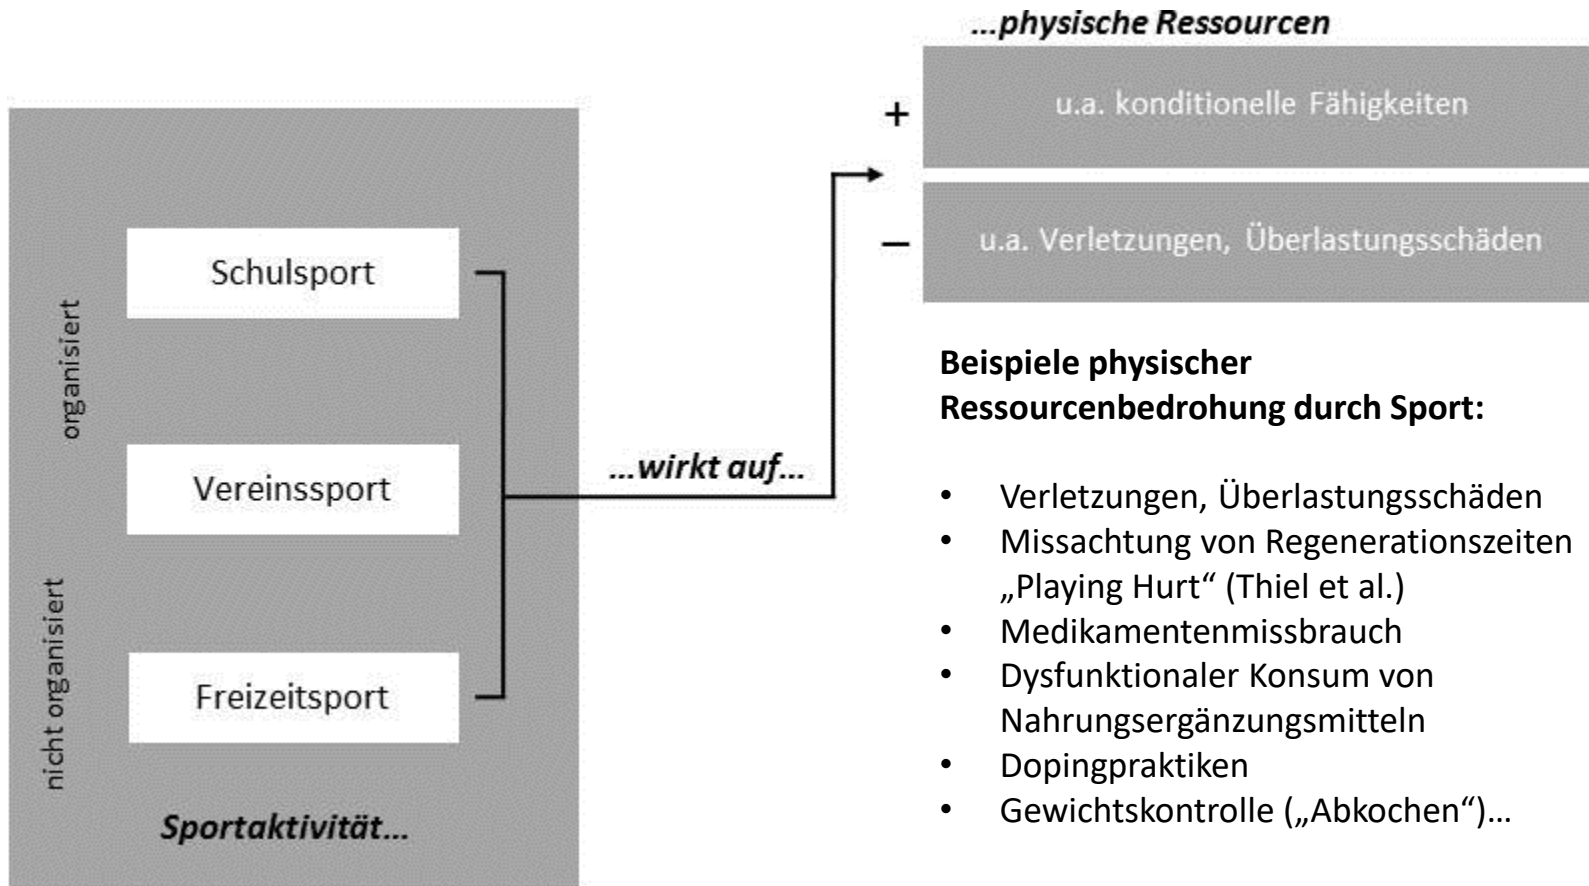 ...physische Ressourcen
+
u.a. konditionelle Fähigkeiten
–
u.a. Verletzungen, Überlastungsschäden
organisiert
nicht organisiert
Schulsport
Vereinssport
Freizeitsport
Sportaktivität...
...wirkt auf...
Beispiele physischer
Ressourcenbedrohung durch Sport:
• Verletzungen, Überlastungsschäden
• Missachtung von Regenerationszeiten
„Playing Hurt“ (Thiel et al.)
• Medikamentenmissbrauch
• Dysfunktionaler Konsum von
Nahrungsergänzungsmitteln
• Dopingpraktiken
• Gewichtskontrolle („Abkochen“)...